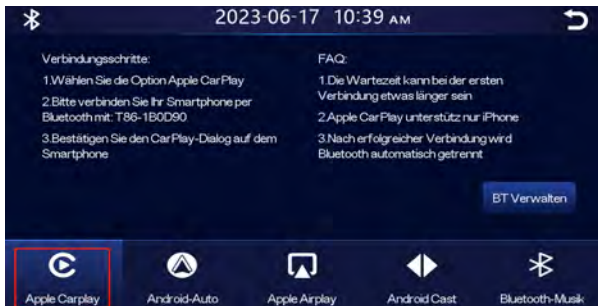 2023-06-17 10:39 AM
Verbindungsschritte:
1.Wählen Sie die Option Apple CarPlay
2.Bitte verbinden Sie Ihr Smartphone per
Bluetooth mit: T86-1B0D90
3.Bestätigen Sie den CarPlay-Dialog auf dem
Smartphone
FAQ:
1.Die Wartezeit kann bei der ersten
Verbindung etwas länger sein
2.Apple CarPlay unterstütz nur iPhone
3.Nach erfolgreicher Verbindung wird
Bluetooth automatisch getrennt
BT Verwalten
Apple Carplay
Android-Auto
Apple Airplay
Android Cast
Bluetooth-Musik